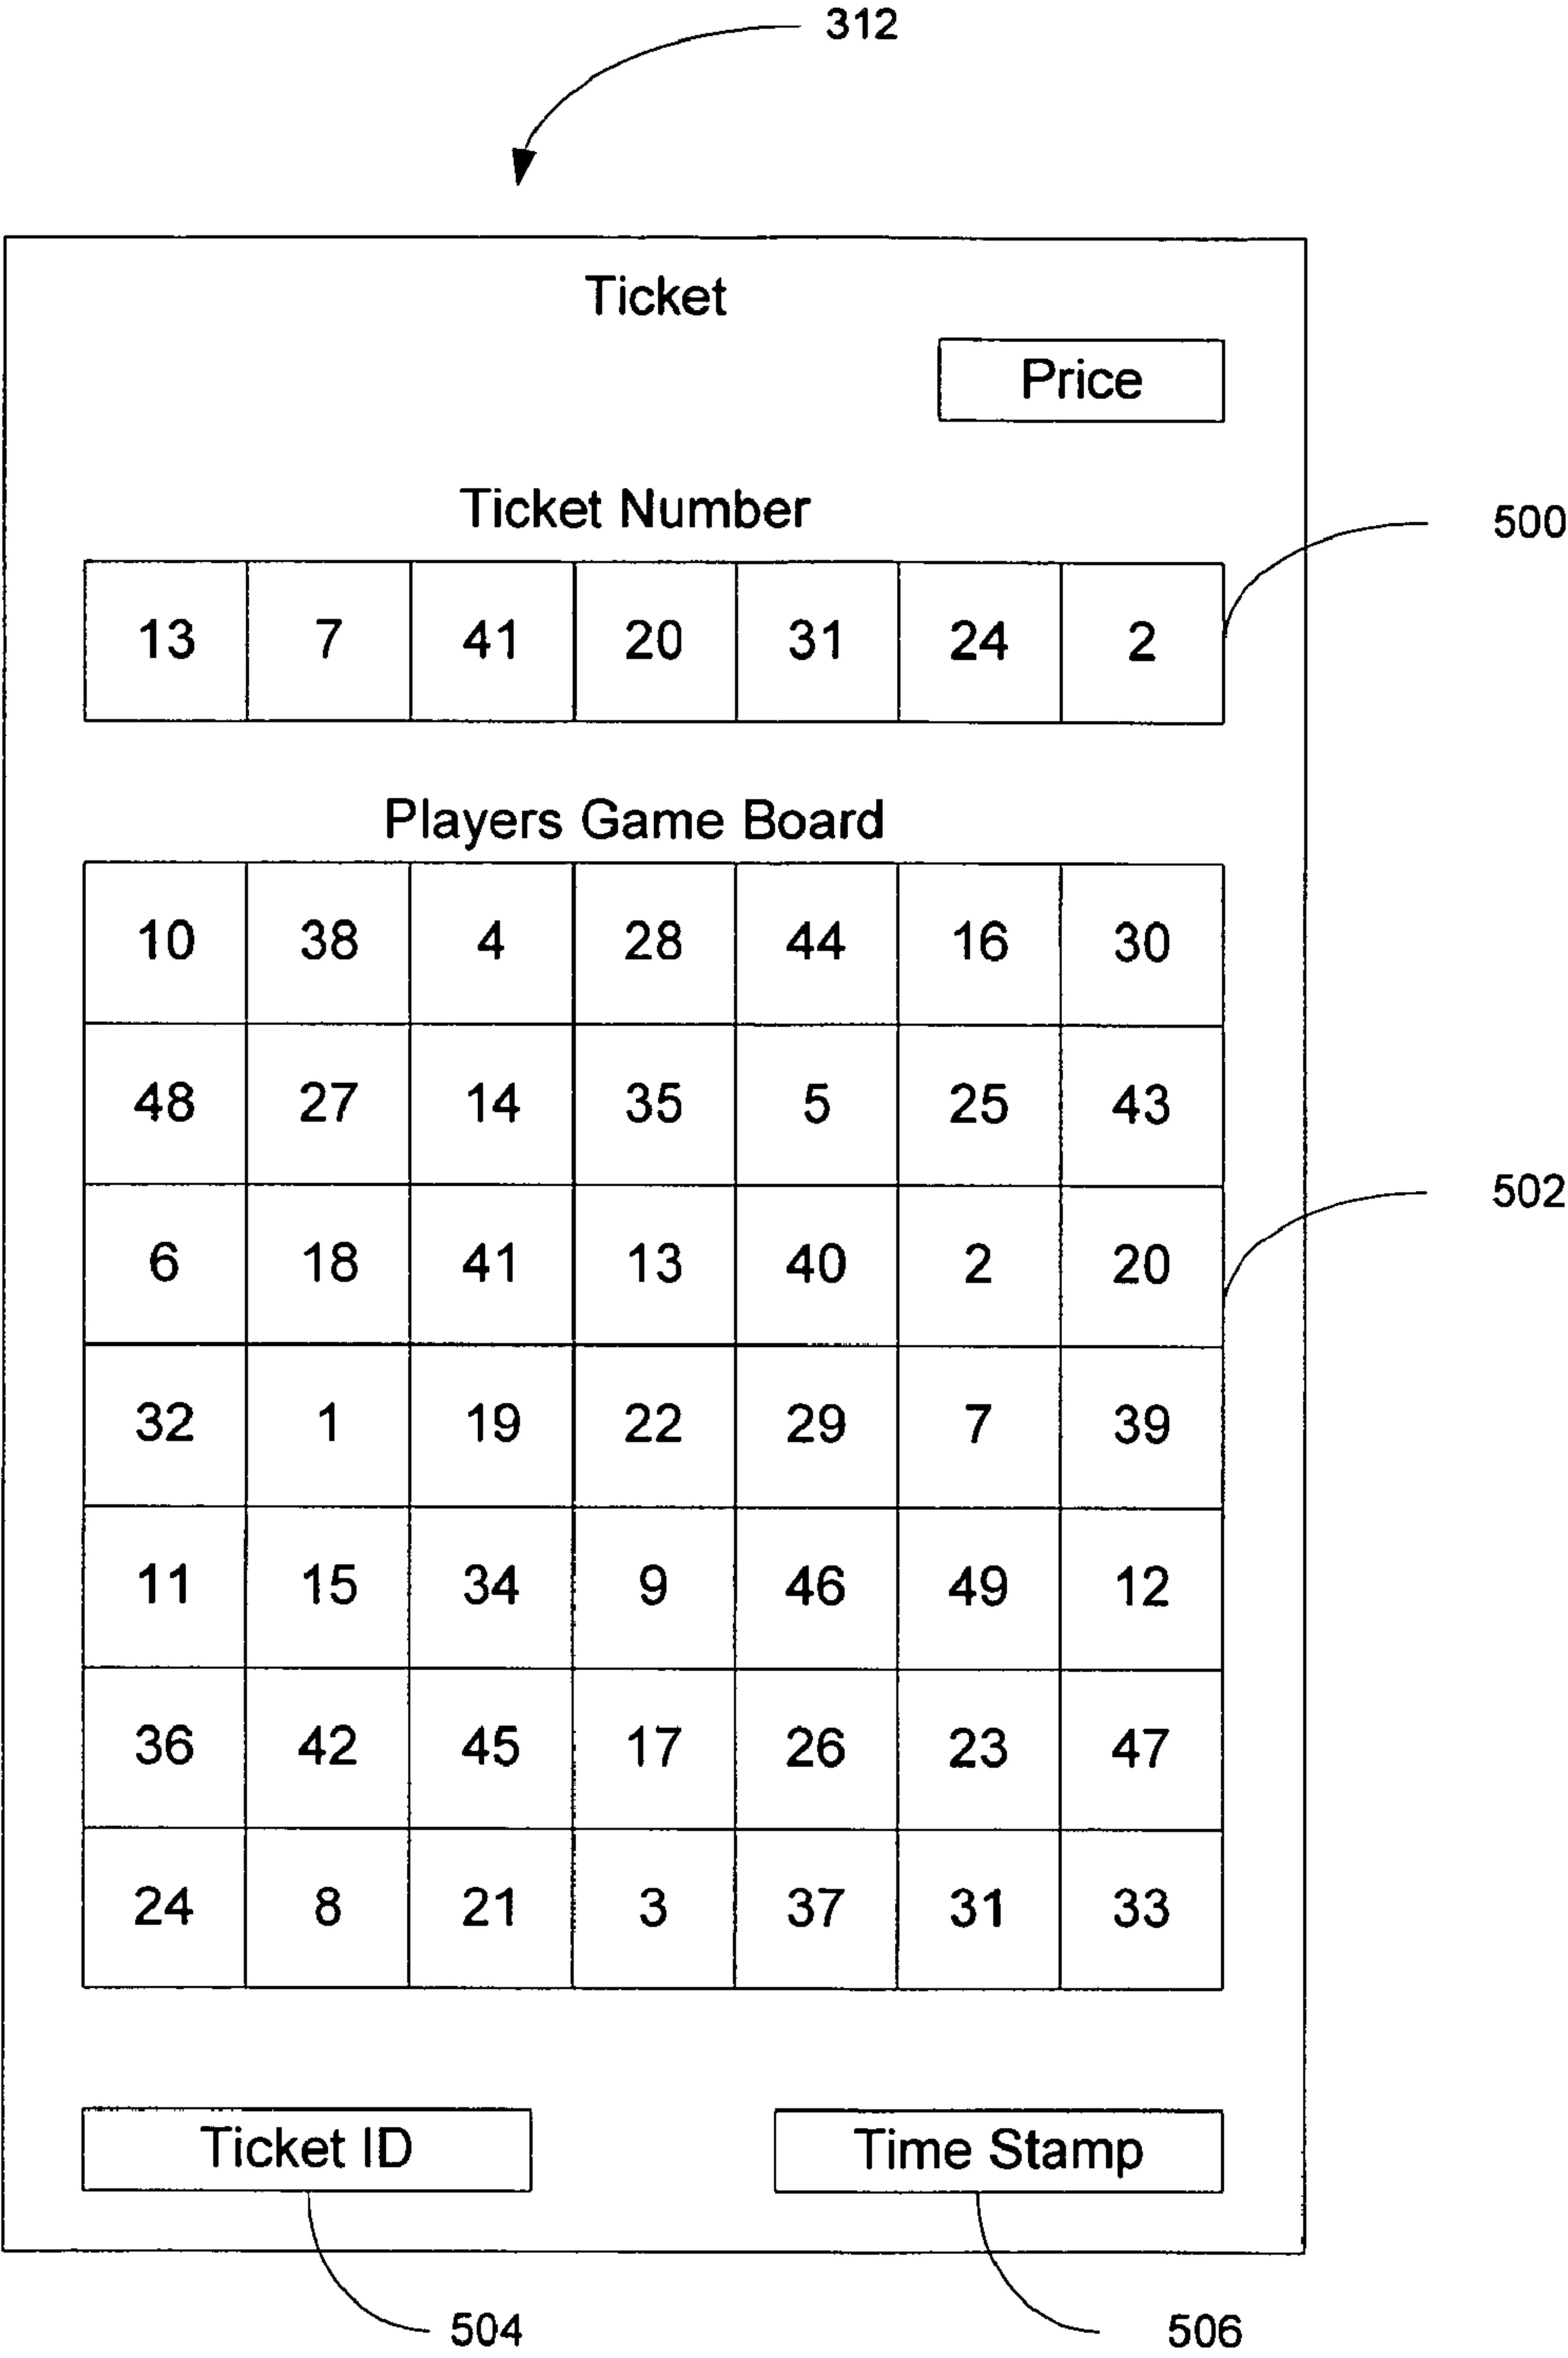 312
Ticket
Price
Ticket Number
500
13 7 41 20 31 24 2
Players Game Board
10 38 4 28 44 16 30
48 27 14 35 5 25 43
502
6 18 41 13 40 2 20
32 1 19 22 29 7 39
11 15 34 9 46 49 12
36 42 45 17 26 23 47
24 8 21 3 37 31 33
Ticket ID Time Stamp
504 506